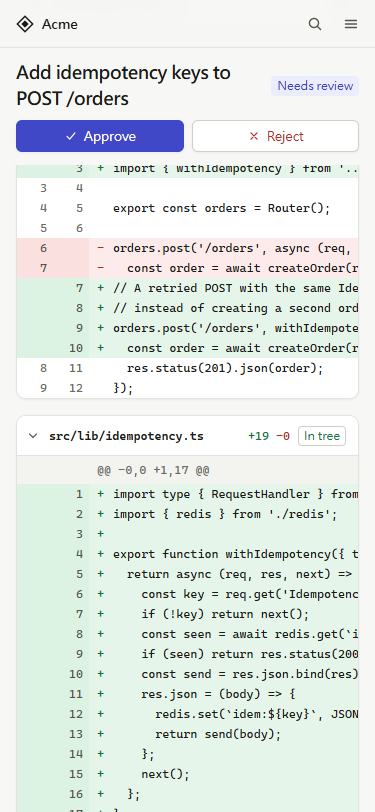 Acme
Add idempotency keys to
POST /orders
Needs review
Approve
Reject
3 + import { withIdempotency } from '..
3 4
4 5 export const orders = Router();
5 6
6 - orders.post('/orders', async (req,
7 - const order = await createOrder(r
7 + // A retried POST with the same Ide
8 + // instead of creating a second ord
9 + orders.post('/orders', withIdempote
10 + const order = await createOrder(r
8 11 res.status(201).json(order);
9 12 });
src/lib/idempotency.ts +19 −0 In tree
@@ -0,0 +1,17 @@
1 + import type { RequestHandler } from
2 + import { redis } from './redis';
3 +
4 + export function withIdempotency({ t
5 + return async (req, res, next) =>
6 + const key = req.get('Idempotenc
7 + if (!key) return next();
8 + const seen = await redis.get(`i
9 + if (seen) return res.status(200
10 + const send = res.json.bind(res)
11 + res.json = (body) => {
12 + redis.set(`idem:${key}`, JSON
13 + return send(body);
14 + };
15 + next();
16 + };
17 + }